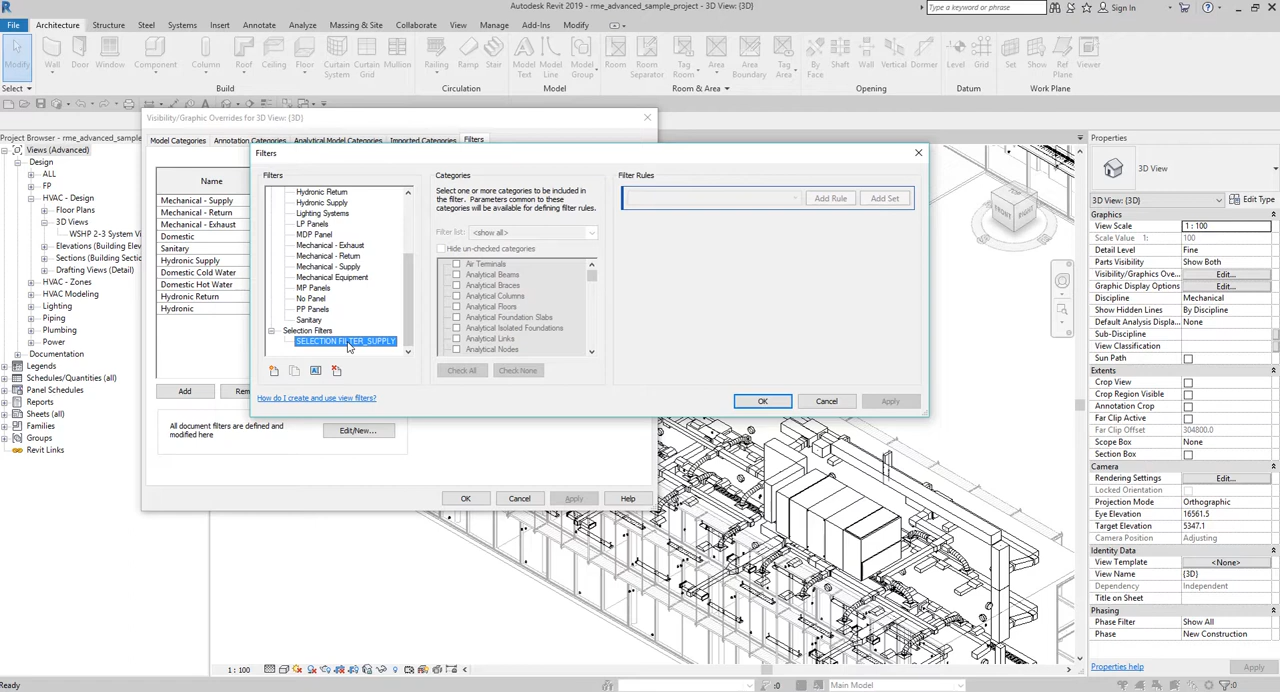 Autodesk Revit 2019 - rme_advanced_sample_project - 3D View: {3D}
Type a keyword or phrase
Sign In
File Architecture Structure Steel Systems Insert Annotate Analyze Massing & Site Collaborate View Manage Add-Ins Modify
Modify Wall Door Window Component Column Roof Ceiling Floor Curtain System Curtain Grid Mullion Railing Ramp Stair Model Text Model Line Model Group Room Room Separator Tag Room Area Area Boundary Tag Area By Face Shaft Wall Vertical Dormer Level Grid Set Show Ref Plane Viewer
Select Build Circulation Model Room & Area Opening Datum Work Plane
Project Browser - rme_advanced_sample
Views (Advanced)
Design
ALL
FP
HVAC - Design
Floor Plans
3D Views
WSHP 2-3 System Vi
Elevations (Building Elev
Sections (Building Sectio
Drafting Views (Detail)
HVAC - Zones
HVAC Modeling
Lighting
Piping
Plumbing
Power
Documentation
Legends
Schedules/Quantities (all)
Panel Schedules
Reports
Sheets (all)
Families
Groups
Revit Links
Visibility/Graphic Overrides for 3D View: {3D}
Model Categories Annotation Categories Analytical Model Categories Imported Categories Filters
Name
Mechanical - Supply
Mechanical - Return
Mechanical - Exhaust
Domestic
Sanitary
Hydronic Supply
Domestic Cold Water
Domestic Hot Water
Hydronic Return
Hydronic
Add Rem
All document filters are defined and
modified here
Edit/New...
OK Cancel Apply Help
Filters
Filters
Hydronic Return
Hydronic Supply
Lighting Systems
LP Panels
MDP Panel
Mechanical - Exhaust
Mechanical - Return
Mechanical - Supply
Mechanical Equipment
MP Panels
No Panel
PP Panels
Sanitary
Selection Filters
SELECTION FILTER_SUPPLY
How do I create and use view filters?
Categories
Select one or more categories to be included
in the filter. Parameters common to
these categories will be available for defining filter rules.
Filter list: <show all>
Hide un-checked categories
Air Terminals
Analytical Beams
Analytical Braces
Analytical Columns
Analytical Floors
Analytical Foundation Slabs
Analytical Isolated Foundations
Analytical Links
Analytical Nodes
Check All Check None
Filter Rules
Add Rule Add Set
OK Cancel Apply
FRONT RIGHT
Properties
3D View
3D View: {3D} Edit Type
Graphics
View Scale 1 : 100
Scale Value 1: 100
Detail Level Fine
Parts Visibility Show Both
Visibility/Graphics Ove... Edit...
Graphic Display Options Edit...
Discipline Mechanical
Show Hidden Lines By Discipline
Default Analysis Displa... None
Sub-Discipline
View Classification
Sun Path
Extents
Crop View
Crop Region Visible
Annotation Crop
Far Clip Active
Far Clip Offset 304800.0
Scope Box None
Section Box
Camera
Rendering Settings Edit...
Locked Orientation
Projection Mode Orthographic
Eye Elevation 16561.5
Target Elevation 5347.1
Camera Position Adjusting
Identity Data
View Template <None>
View Name {3D}
Dependency Independent
Title on Sheet
Phasing
Phase Filter Show All
Phase New Construction
Properties help Apply
1 : 100
Ready
:0 Main Model :0